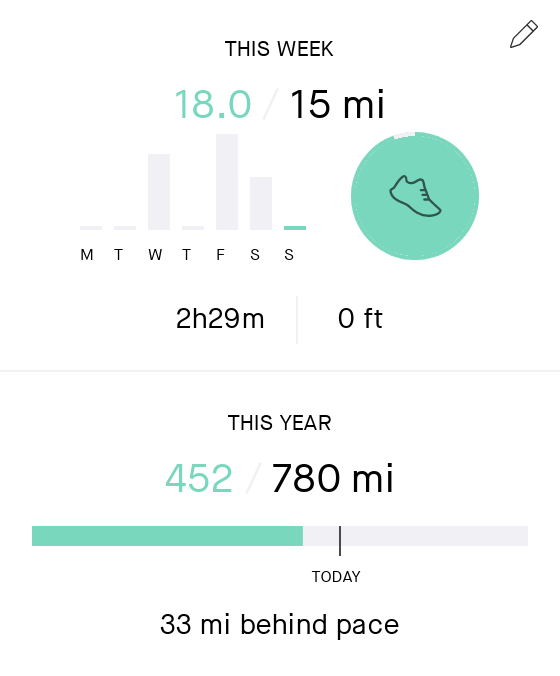 THIS WEEK
18.0 / 15 mi
M T W T F S S
2h29m 0 ft
THIS YEAR
452 / 780 mi
TODAY
33 mi behind pace